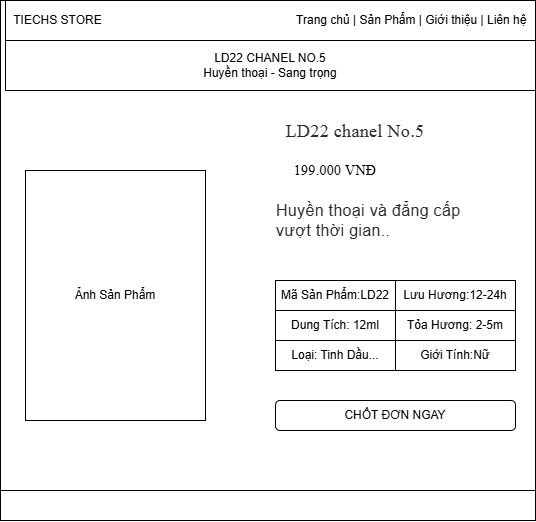 TIECHS STORE
Trang chủ | Sản Phẩm | Giới thiệu | Liên hệ
LD22 CHANEL NO.5
Huyền thoại - Sang trọng
LD22 chanel No.5
199.000 VNĐ
Huyền thoại và đẳng cấp
vượt thời gian..
Ảnh Sản Phẩm
Mã Sản Phẩm:LD22
Lưu Hương:12-24h
Dung Tích: 12ml
Tỏa Hương: 2-5m
Loại: Tinh Dầu...
Giới Tính:Nữ
CHỐT ĐƠN NGAY